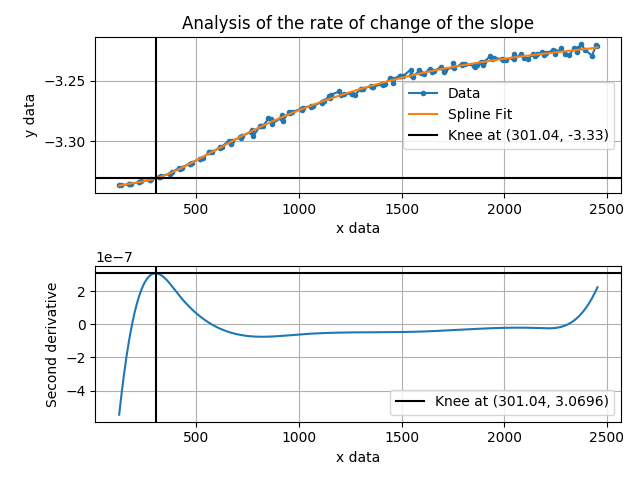 Analysis of the rate of change of the slope
−3.25
−3.30
y data
Data
Spline Fit
Knee at (301.04, -3.33)
500
1000
1500
2000
2500
x data
1e−7
2
0
−2
−4
Second derivative
Knee at (301.04, 3.0696)
500
1000
1500
2000
2500
x data